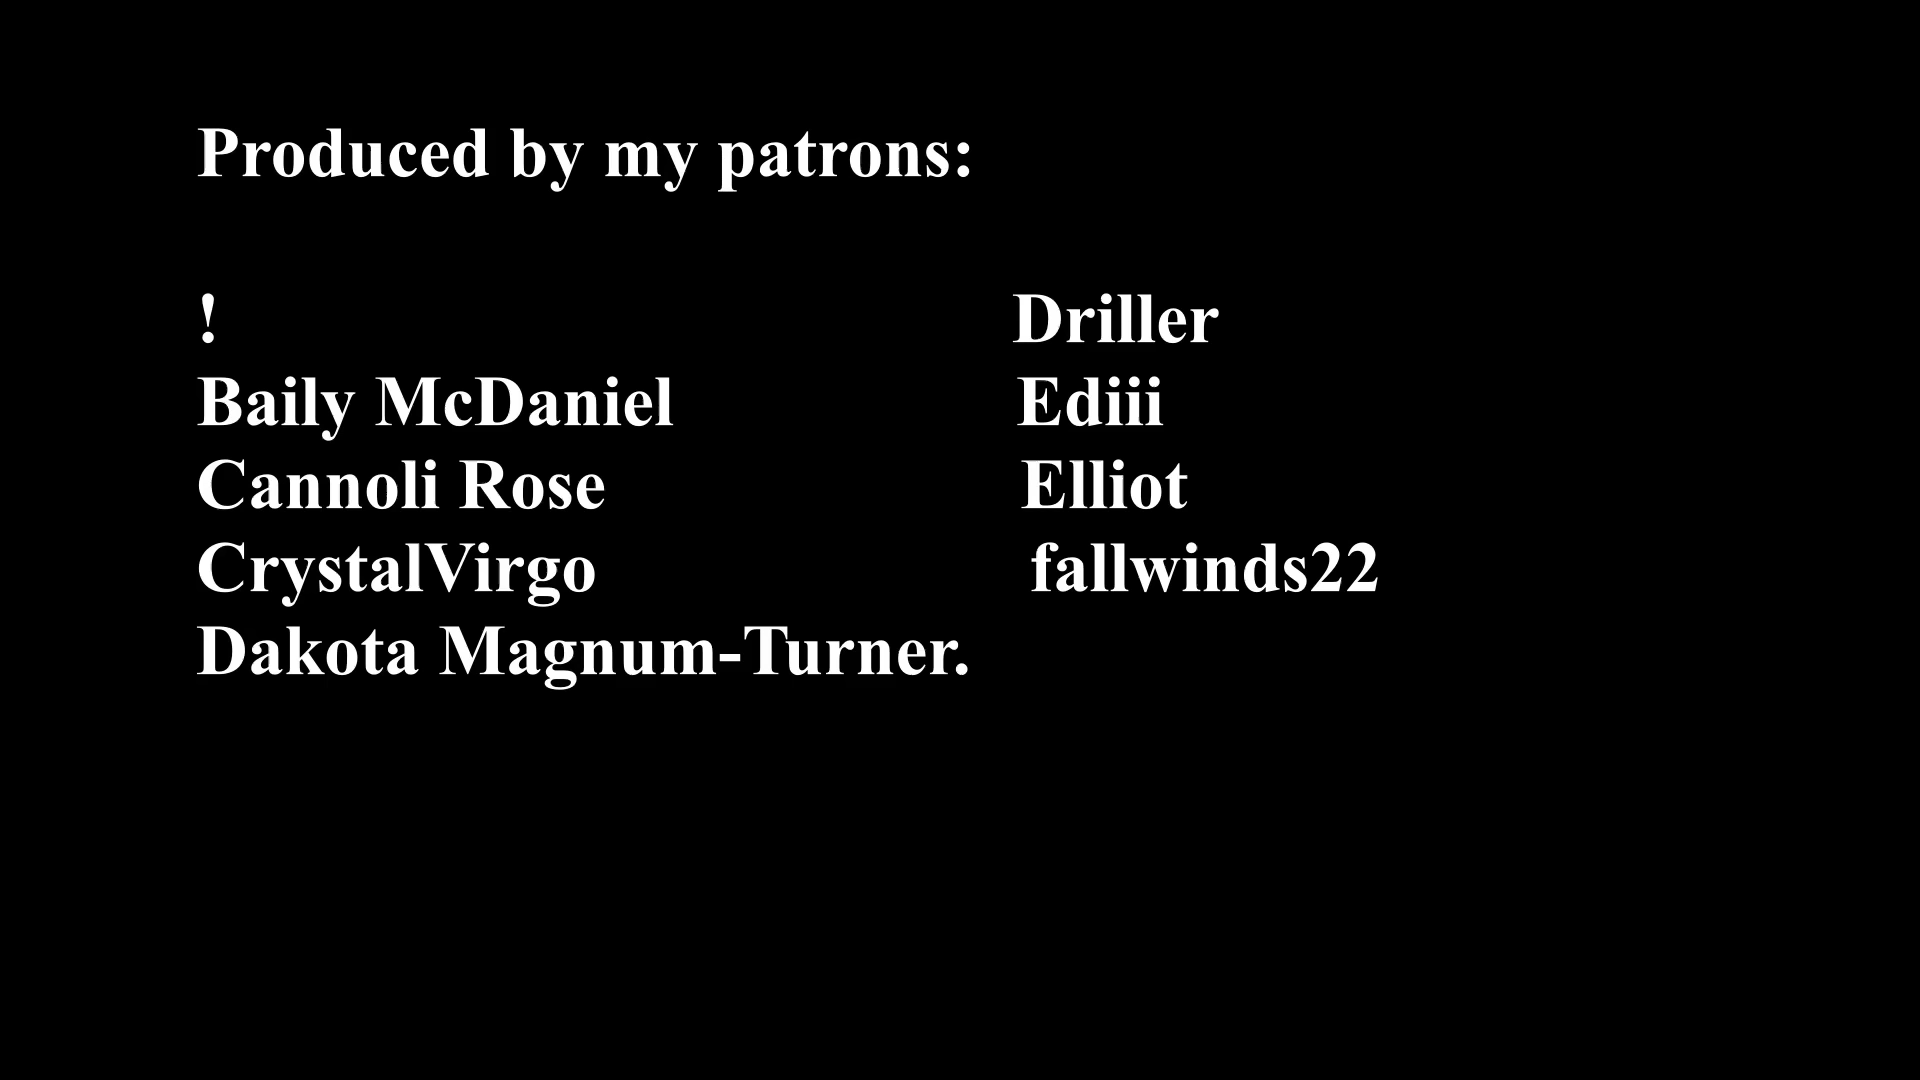 Produced by my patrons:
!
Baily McDaniel
Cannoli Rose
CrystalVirgo
Dakota Magnum-Turner.
Driller
Ediii
Elliot
fallwinds22